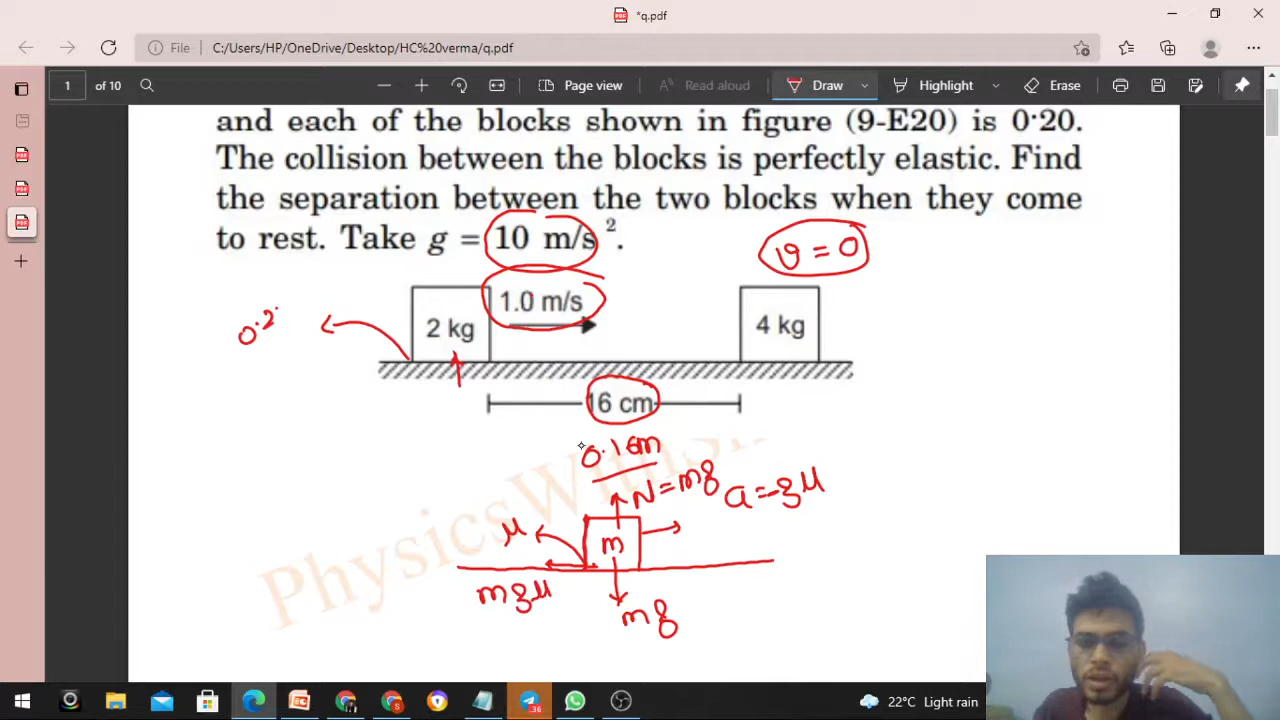 *q.pdf
File C:/Users/HP/OneDrive/Desktop/HC%20verma/q.pdf
1 of 10 Page view Read aloud Draw Highlight Erase
and each of the blocks shown in figure (9-E20) is 0·20.
The collision between the blocks is perfectly elastic. Find
the separation between the two blocks when they come
to rest. Take g = 10 m/s 2.
v = 0
1.0 m/s
0.2
2 kg
4 kg
16 cm
N = mg
a = -gμ
μ
m
mgμ
mg
PhysicsWith
36
22°C Light rain